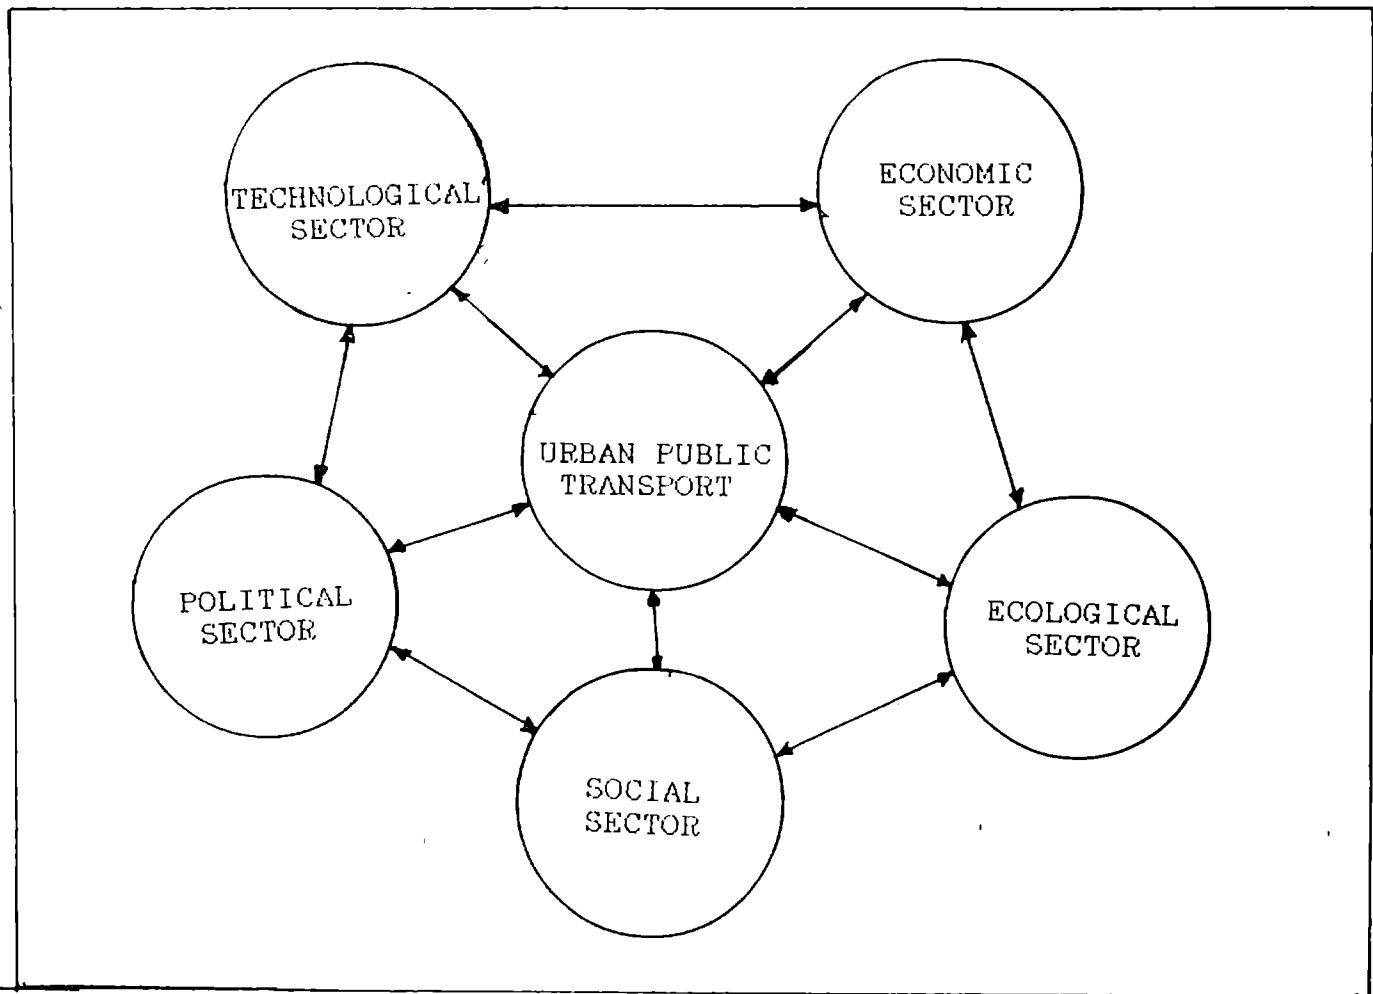 TECHNOLOGICAL
SECTOR
ECONOMIC
SECTOR
URBAN PUBLIC
TRANSPORT
POLITICAL
SECTOR
ECOLOGICAL
SECTOR
SOCIAL
SECTOR